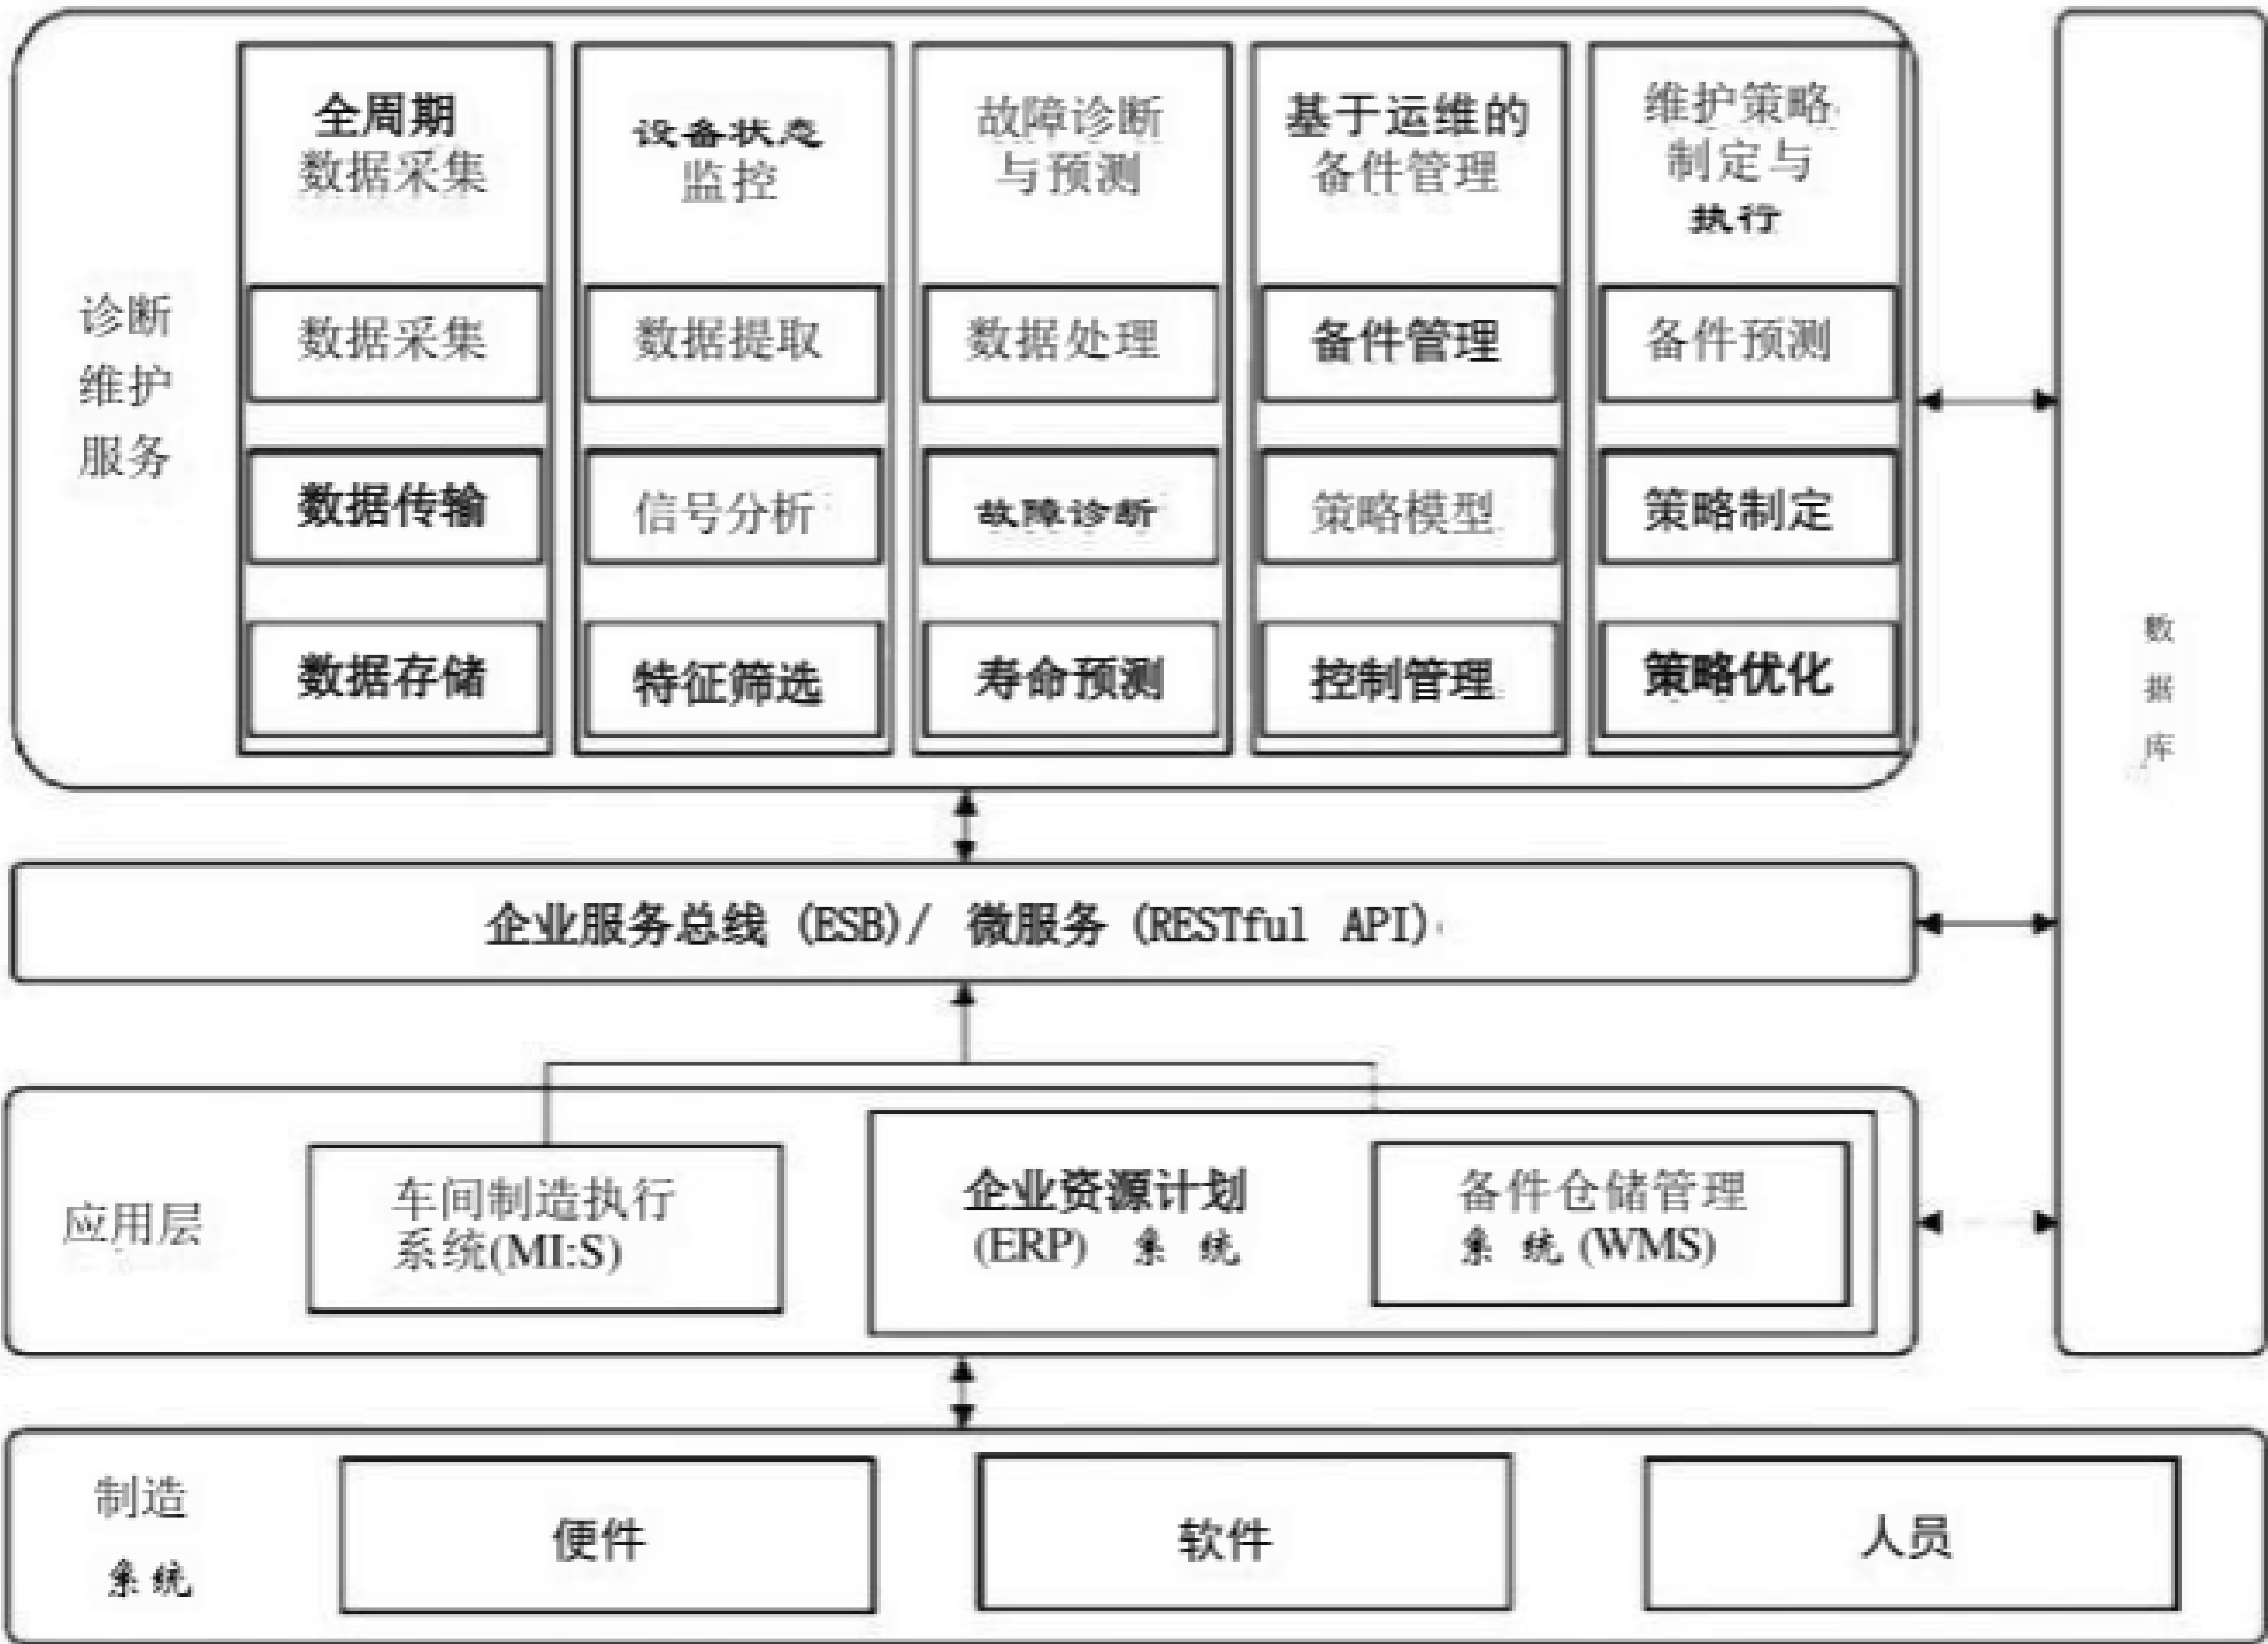 全周期
数据采集
设备状态
监控
故障诊断
与预测
基于运维的
备件管理
维护策略
制定与
执行
诊断
维护
服务
数据采集
数据提取
数据处理
备件管理
备件预测
数据传输
信号分析
故障诊断
策略模型
策略制定
数据存储
特征筛选
寿命预测
控制管理
策略优化
数
据
库
企业服务总线 (ESB)/ 微服务 (RESTful API)
应用层
车间制造执行
系统(MI:S)
企业资源计划
(ERP) 系 统
备件仓储管理
系 统 (WMS)
制造
系统
便件
软件
人员